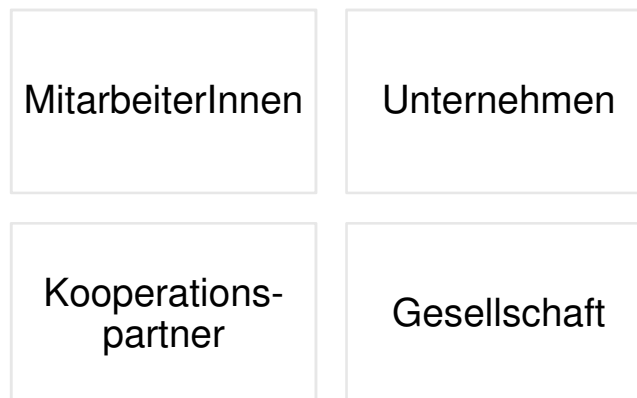 MitarbeiterInnen
Unternehmen
Kooperations-
partner
Gesellschaft